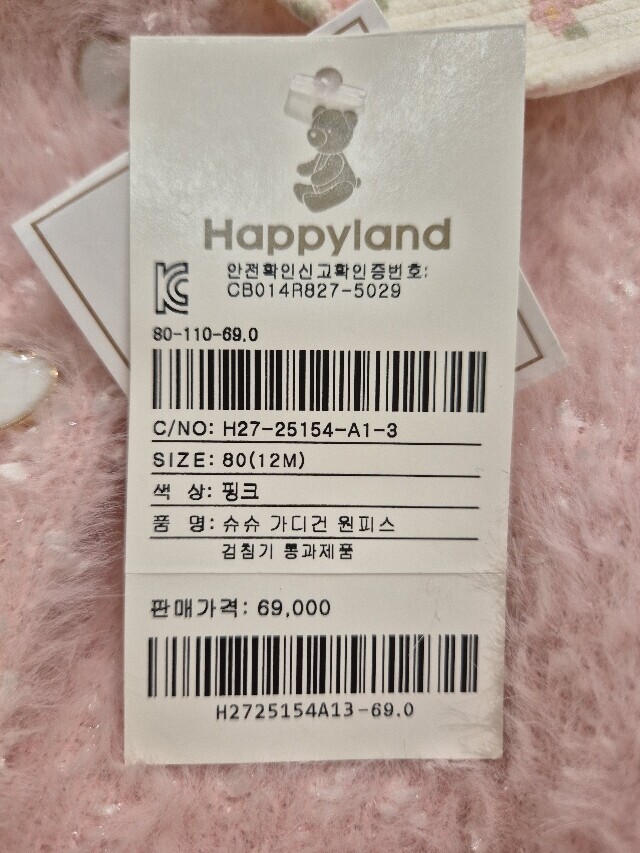 Happyland
안전확인신고확인증번호:
CB014R827-5029
80-110-69.0
C/NO: H27-25154-A1-3
SIZE: 80(12M)
색 상: 핑크
품 명: 슈슈 가디건 원피스
검침기 통과제품
판매가격: 69,000
H2725154A13-69.0